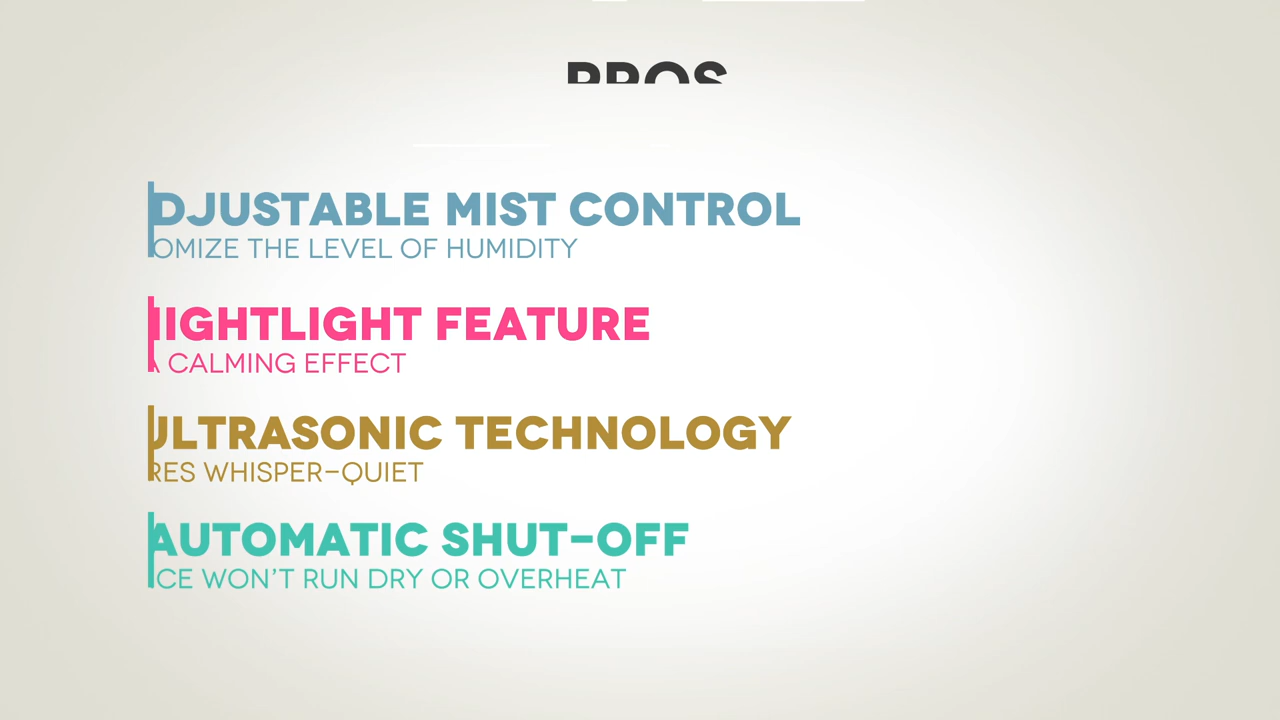 PROS
DJUSTABLE MIST CONTROL
OMIZE THE LEVEL OF HUMIDITY
NIGHTLIGHT FEATURE
A CALMING EFFECT
ULTRASONIC TECHNOLOGY
RES WHISPER-QUIET
AUTOMATIC SHUT-OFF
CE WON'T RUN DRY OR OVERHEAT